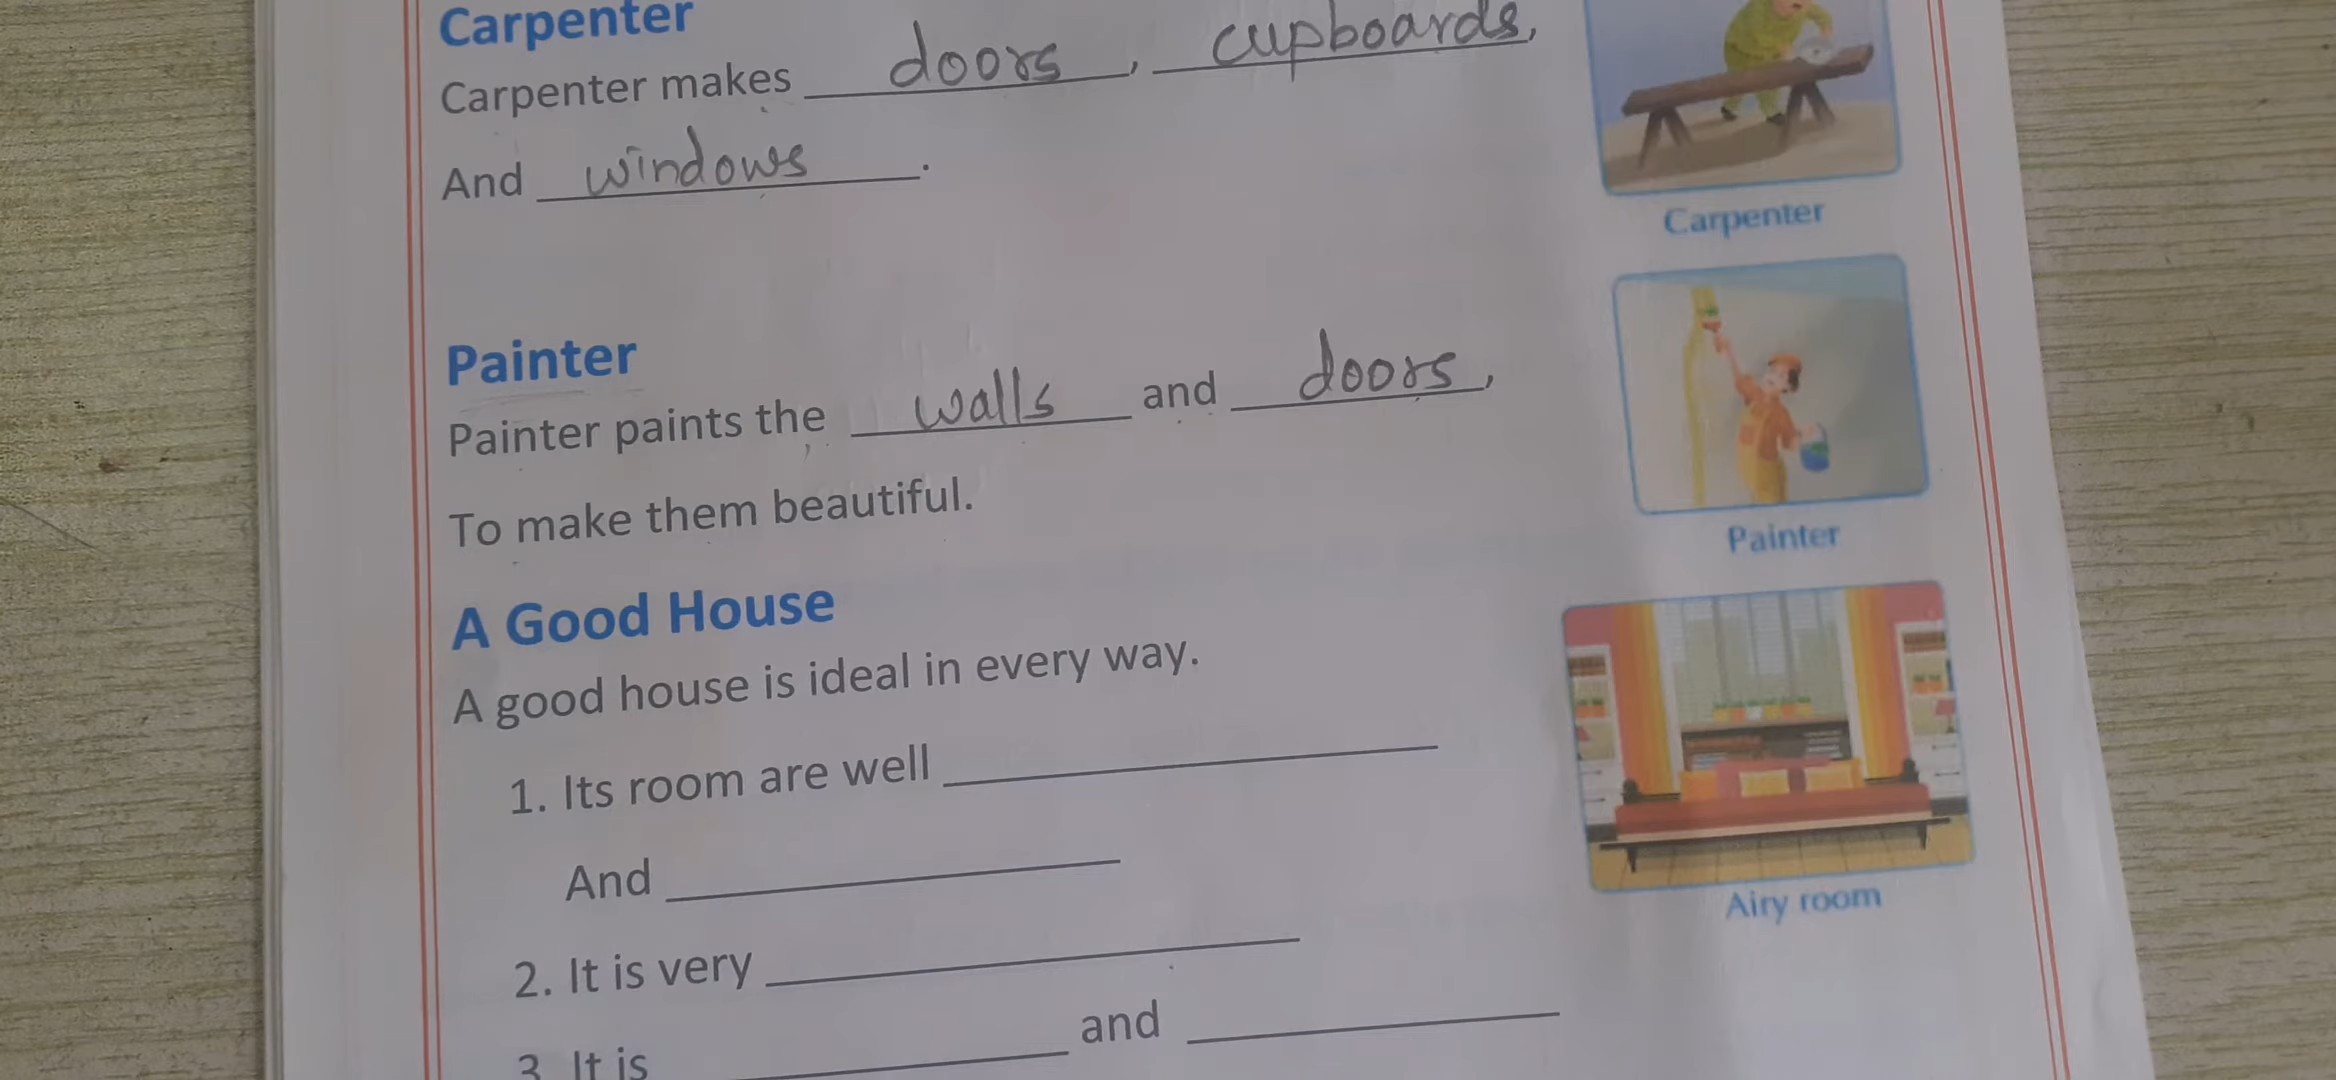 Carpenter
Carpenter makes doors, cupboards,
And windows.
Carpenter
Painter
Painter paints the walls and doors,
To make them beautiful.
Painter
A Good House
A good house is ideal in every way.
1. Its room are well
And
Airy room
2. It is very
3. It is and